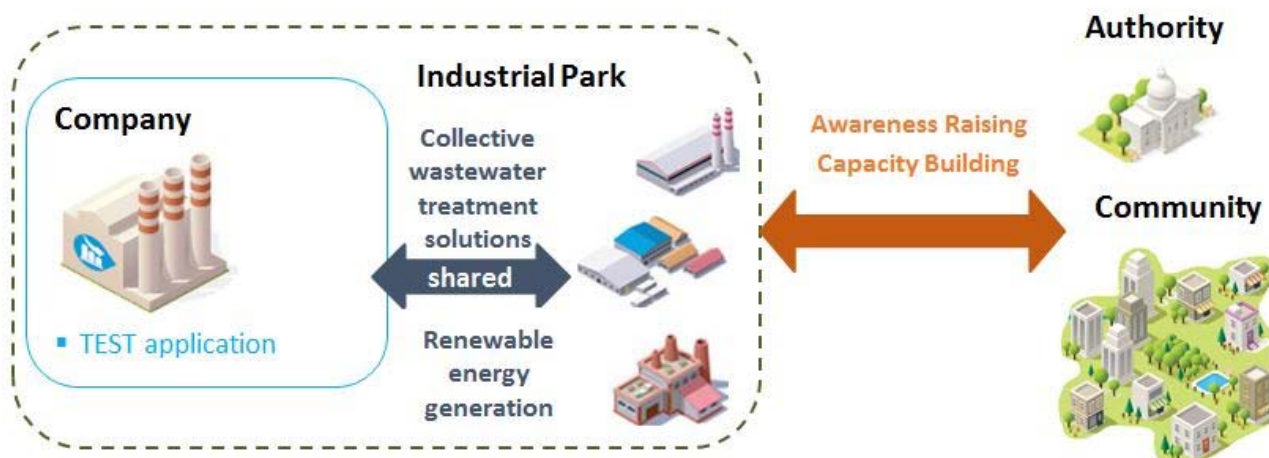 Authority
Industrial Park
Company
Collective
wastewater
treatment
solutions
shared
Renewable
energy
generation
▪ TEST application
Awareness Raising
Capacity Building
Community